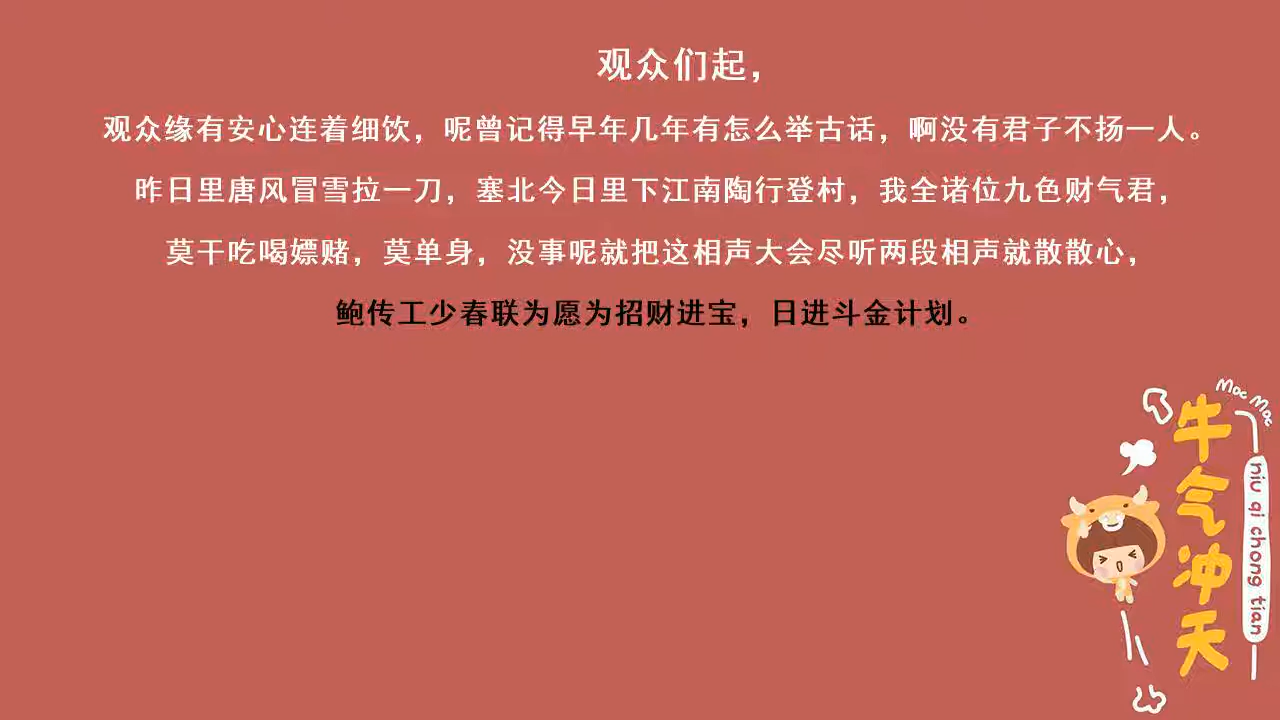 观众们起，
观众缘有安心连着细饮，呢曾记得早年几年有怎么举古话，啊没有君子不扬一人。
昨日里唐风冒雪拉一刀，塞北今日里下江南陶行登村，我全诸位九色财气君，
莫干吃喝嫖赌，莫单身，没事呢就把这相声大会尽听两段相声就散散心，
鲍传工少春联为愿为招财进宝，日进斗金计划。
Moc Moc
牛气冲天
niu qi chong tian